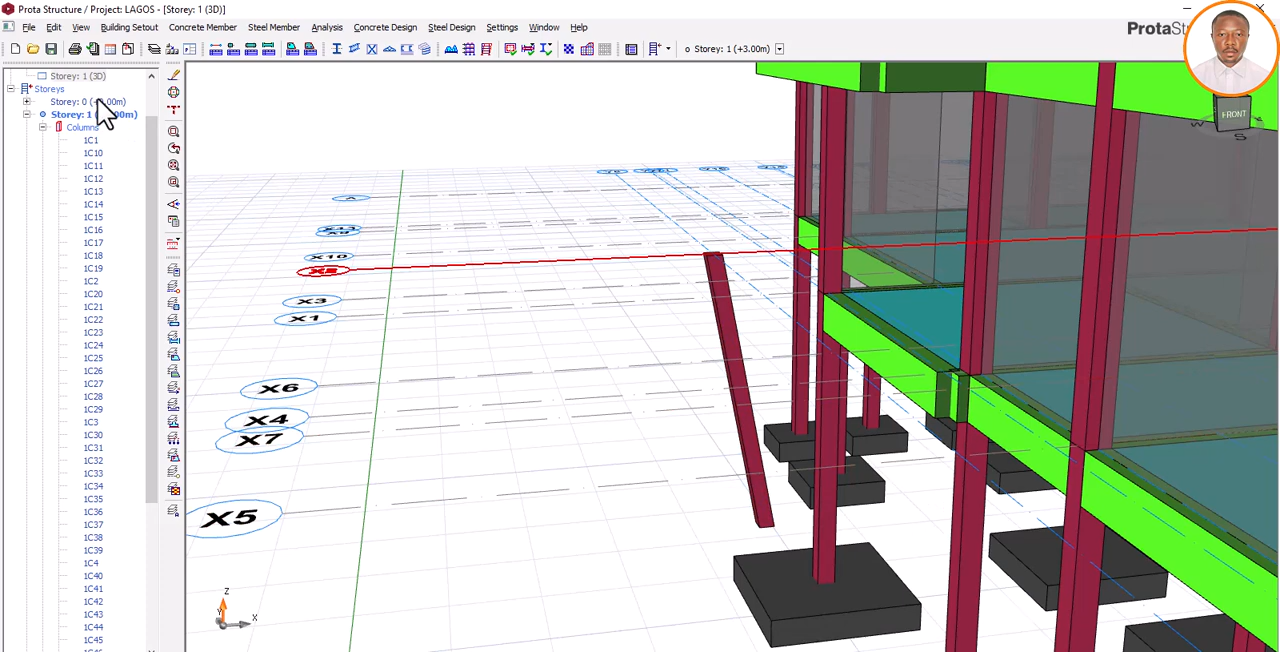 Prota Structure / Project: LAGOS - [Storey: 1 (3D)]
File Edit View Building Setout Concrete Member Steel Member Analysis Concrete Design Steel Design Settings Window Help
ProtaSt
Storey: 1 (+3.00m)
Storey: 1 (3D)
Storeys
Storey: 0 (
.00m)
Storey: 1 (
00m)
Columns
1C1
1C10
1C11
1C12
1C13
1C14
1C15
1C16
1C17
1C18
1C19
1C2
1C20
1C21
1C22
1C23
1C24
1C25
1C26
1C27
1C28
1C29
1C3
1C30
1C31
1C32
1C33
1C34
1C35
1C36
1C37
1C38
1C39
1C4
1C40
1C41
1C42
1C43
1C44
1C45
A
X10
X3
X1
X6
X4
X7
X5
FRONT
W
S
Z
Y
X